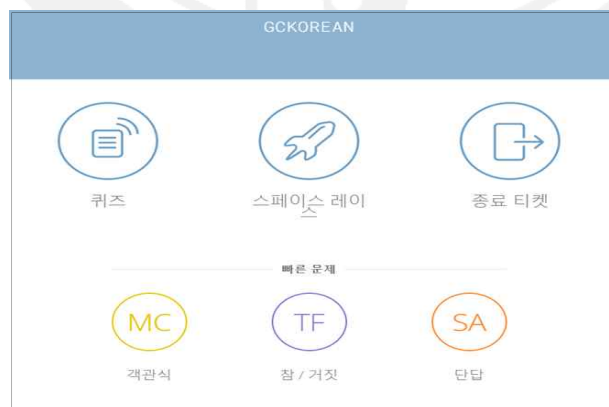 GCKOREAN
퀴즈
스페이스 레이
스
종료 티켓
빠른 문제
MC
TF
SA
객관식
참 / 거짓
단답